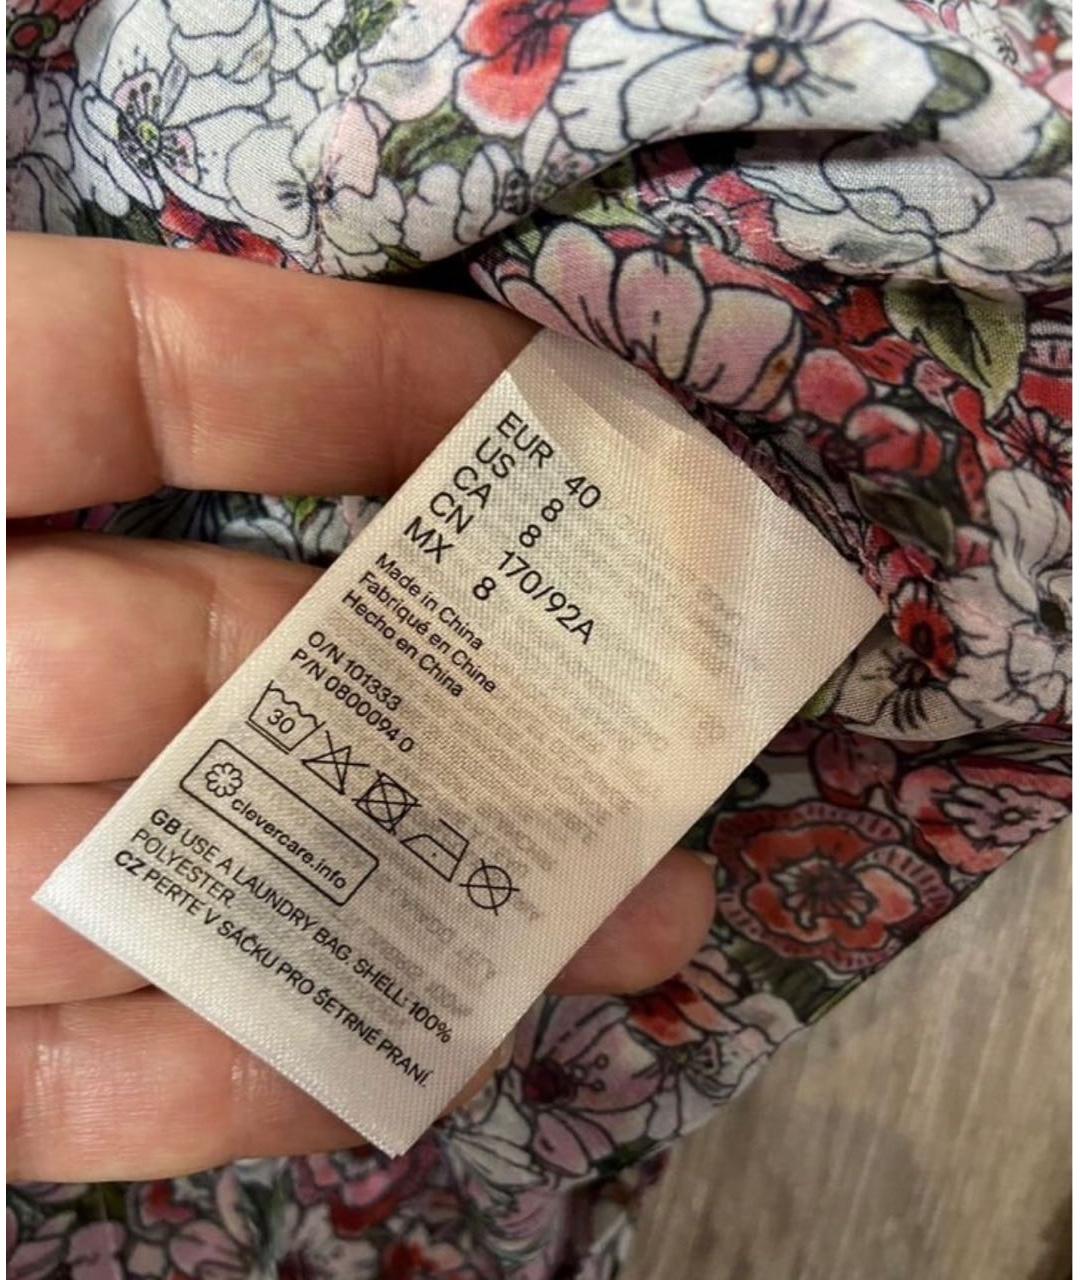 EUR 40
US 8
CA 8
CN 170/92A
MX 8
Made in China
Fabriqué en Chine
Hecho en China
O/N 101333
P/N 0800094 0
30
clevercare.info
GB USE A LAUNDRY BAG. SHELL: 100%
POLYESTER
CZ PERTE V SÁČKU PRO ŠETRNÉ PRANÍ.